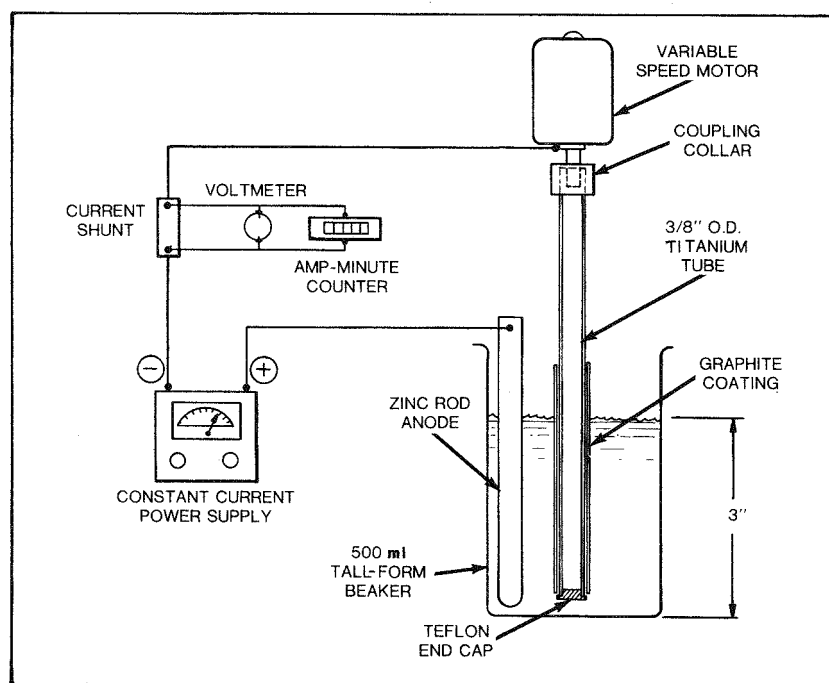 VARIABLE
SPEED MOTOR
COUPLING
COLLAR
VOLTMETER
CURRENT
SHUNT
AMP-MINUTE
COUNTER
3/8" O.D.
TITANIUM
TUBE
− +
GRAPHITE
COATING
ZINC ROD
ANODE
CONSTANT CURRENT
POWER SUPPLY
3"
500 ml
TALL-FORM
BEAKER
TEFLON
END CAP